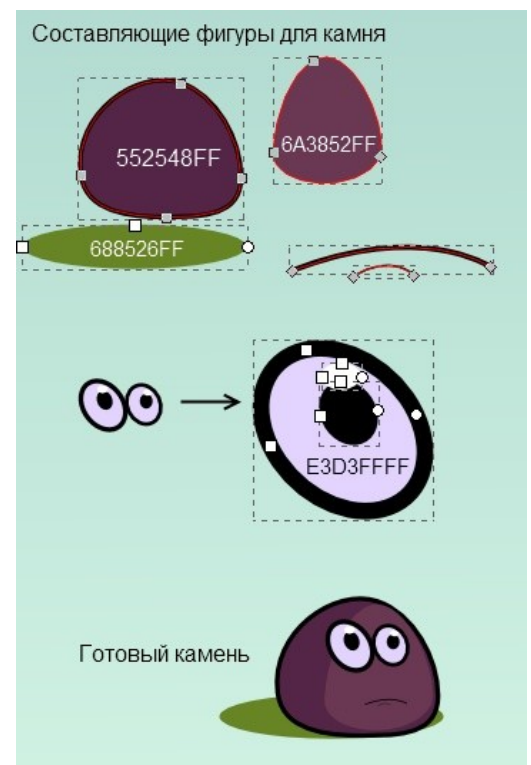 Составляющие фигуры для камня
552548FF
6A3852FF
688526FF
E3D3FFFF
Готовый камень